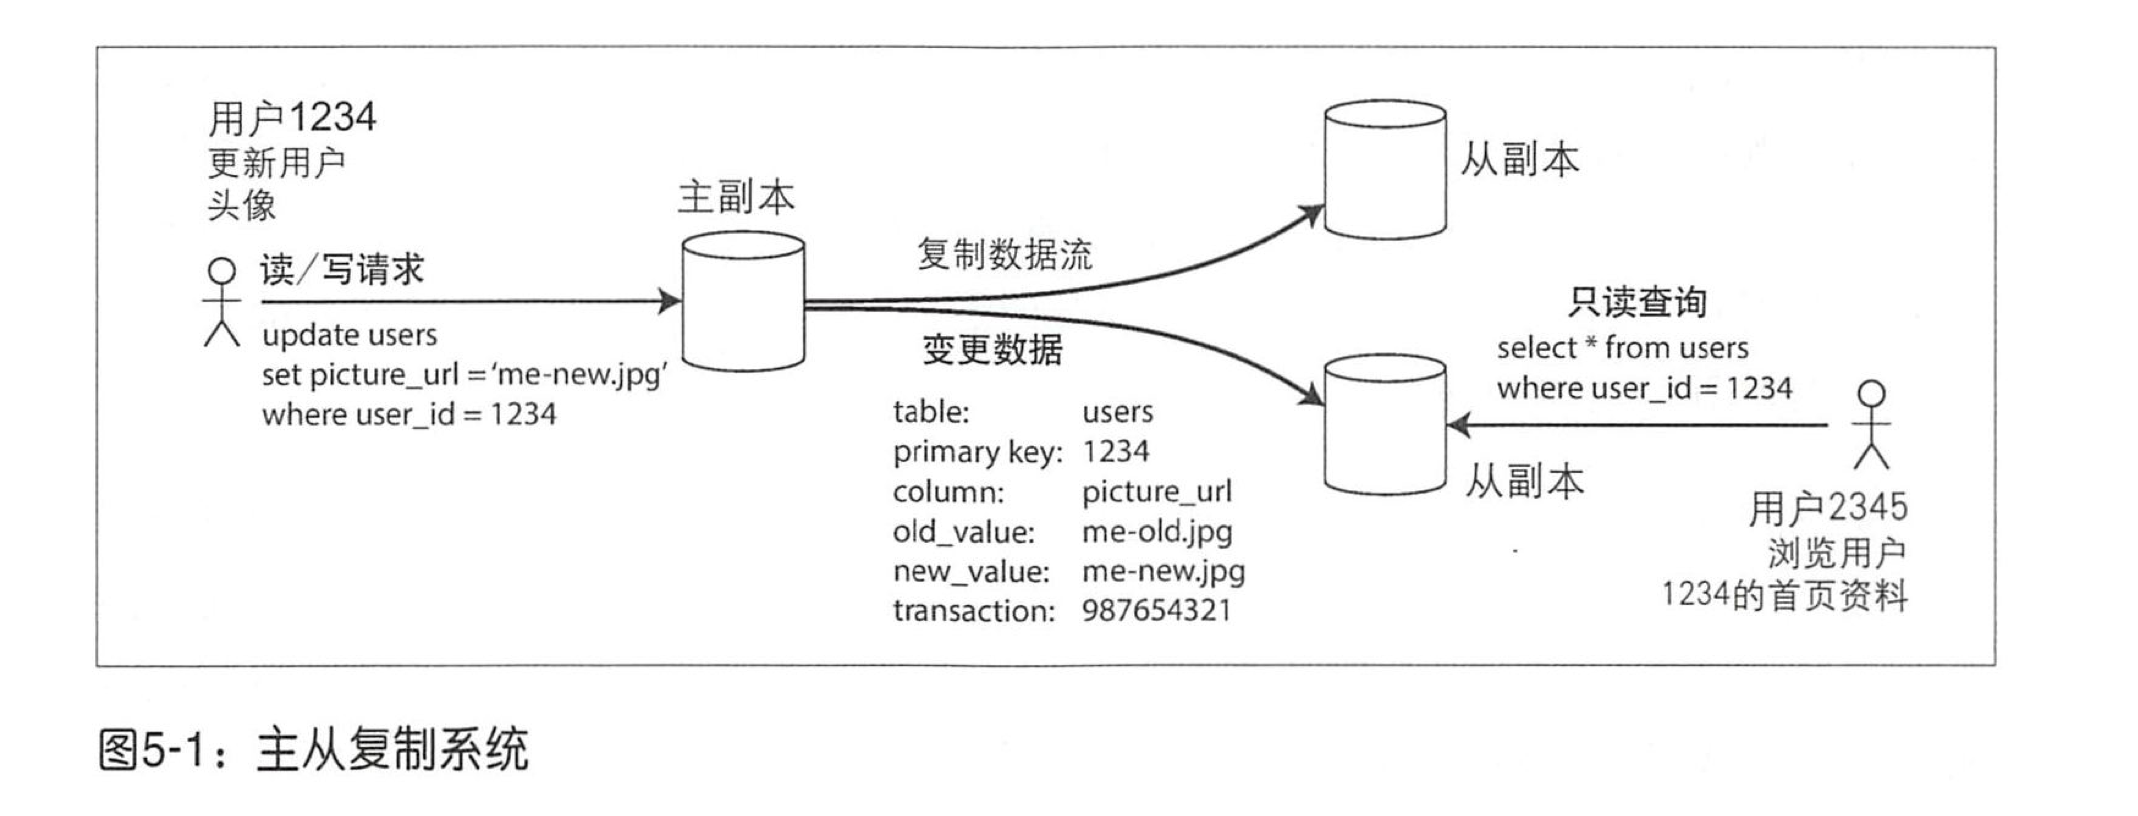 用户1234
更新用户
头像
读/写请求
update users
set picture_url =‘me-new.jpg’
where user_id = 1234
主副本
复制数据流
变更数据
table: users
primary key: 1234
column: picture_url
old_value: me-old.jpg
new_value: me-new.jpg
transaction: 987654321
从副本
从副本
只读查询
select * from users
where user_id = 1234
用户2345
浏览用户
1234的首页资料
图5-1：主从复制系统